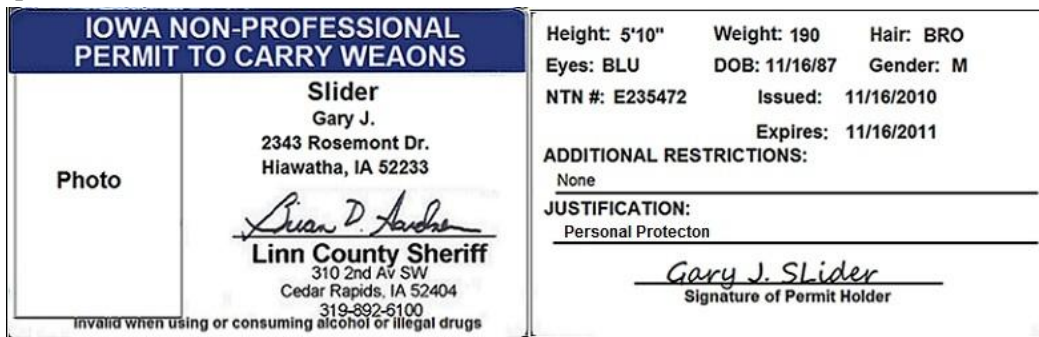 IOWA NON-PROFESSIONAL
PERMIT TO CARRY WEAONS
Photo
Slider
Gary J.
2343 Rosemont Dr.
Hiawatha, IA 52233
Linn County Sheriff
310 2nd Av SW
Cedar Rapids, IA 52404
319-892-6100
Invalid when using or consuming alcohol or illegal drugs
Height: 5'10" Weight: 190 Hair: BRO
Eyes: BLU DOB: 11/16/87 Gender: M
NTN #: E235472 Issued: 11/16/2010
Expires: 11/16/2011
ADDITIONAL RESTRICTIONS:
None
JUSTIFICATION:
Personal Protecton
Gary J. SLider
Signature of Permit Holder